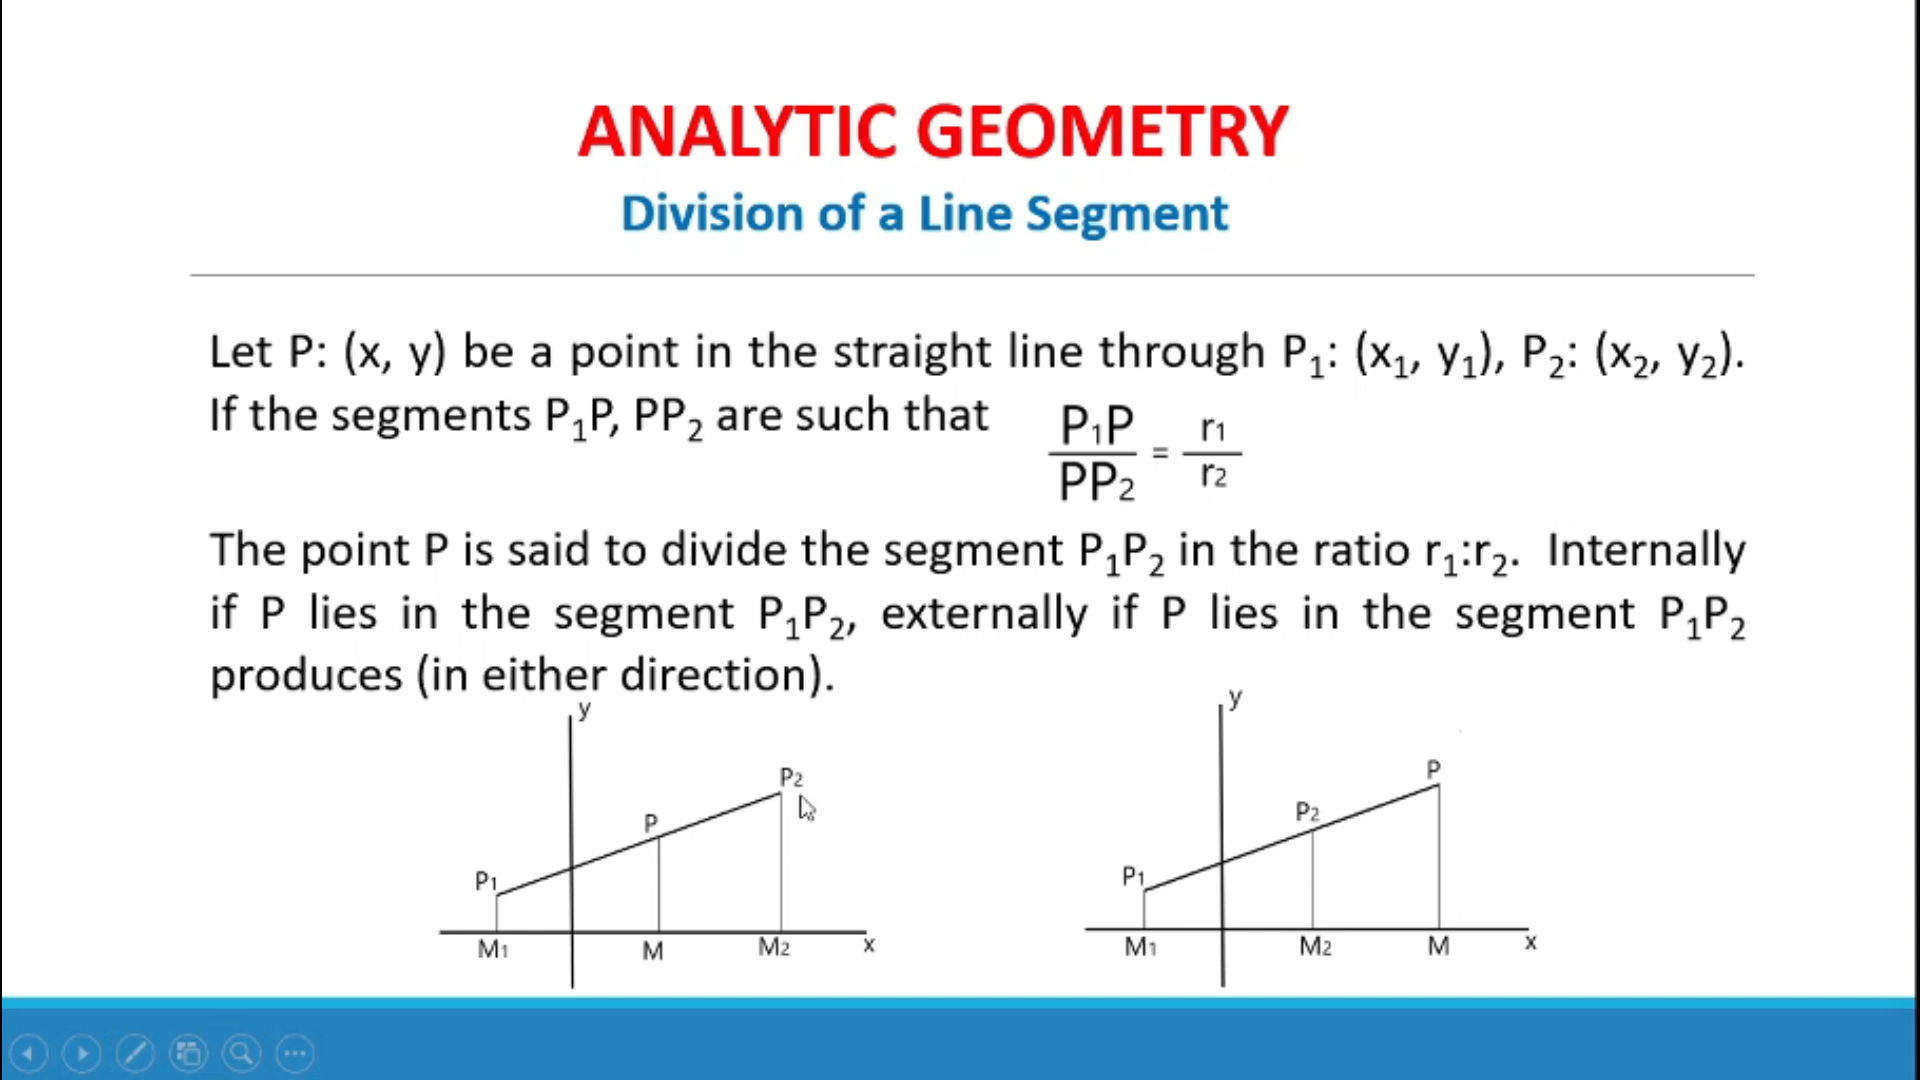 ANALYTIC GEOMETRY
Division of a Line Segment
Let P: (x, y) be a point in the straight line through P₁: (x₁, y₁), P₂: (x₂, y₂).
If the segments P₁P, PP₂ are such that
P₁P / PP₂ = r₁ / r₂
The point P is said to divide the segment P₁P₂ in the ratio r₁:r₂. Internally
if P lies in the segment P₁P₂, externally if P lies in the segment P₁P₂
produces (in either direction).
y
P₂
P
P₁
M₁ M M₂ x
y
P
P₂
P₁
M₁ M₂ M x